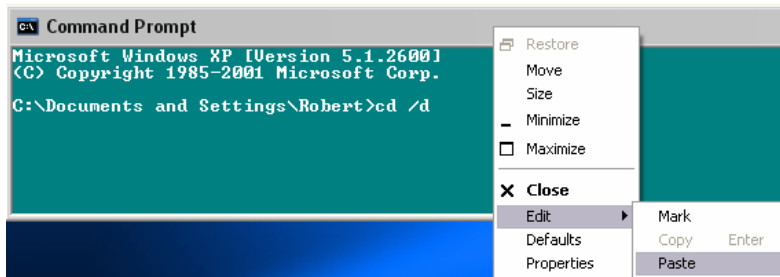 Command Prompt
Microsoft Windows XP [Version 5.1.2600]
(C) Copyright 1985-2001 Microsoft Corp.
C:\Documents and Settings\Robert>cd /d
Restore
Move
Size
Minimize
Maximize
Close
Edit
Defaults
Properties
Mark
Copy Enter
Paste